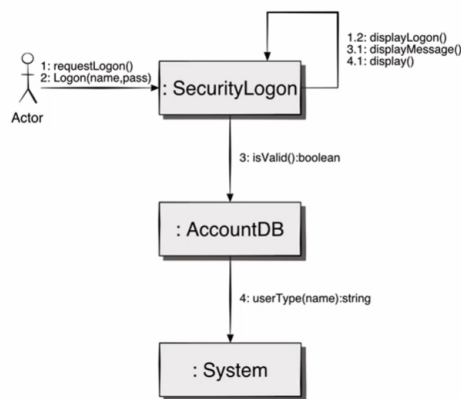 1: requestLogon()
2: Logon(name,pass)
Actor
: SecurityLogon
1.2: displayLogon()
3.1: displayMessage()
4.1: display()
3: isValid():boolean
: AccountDB
4: userType(name):string
: System